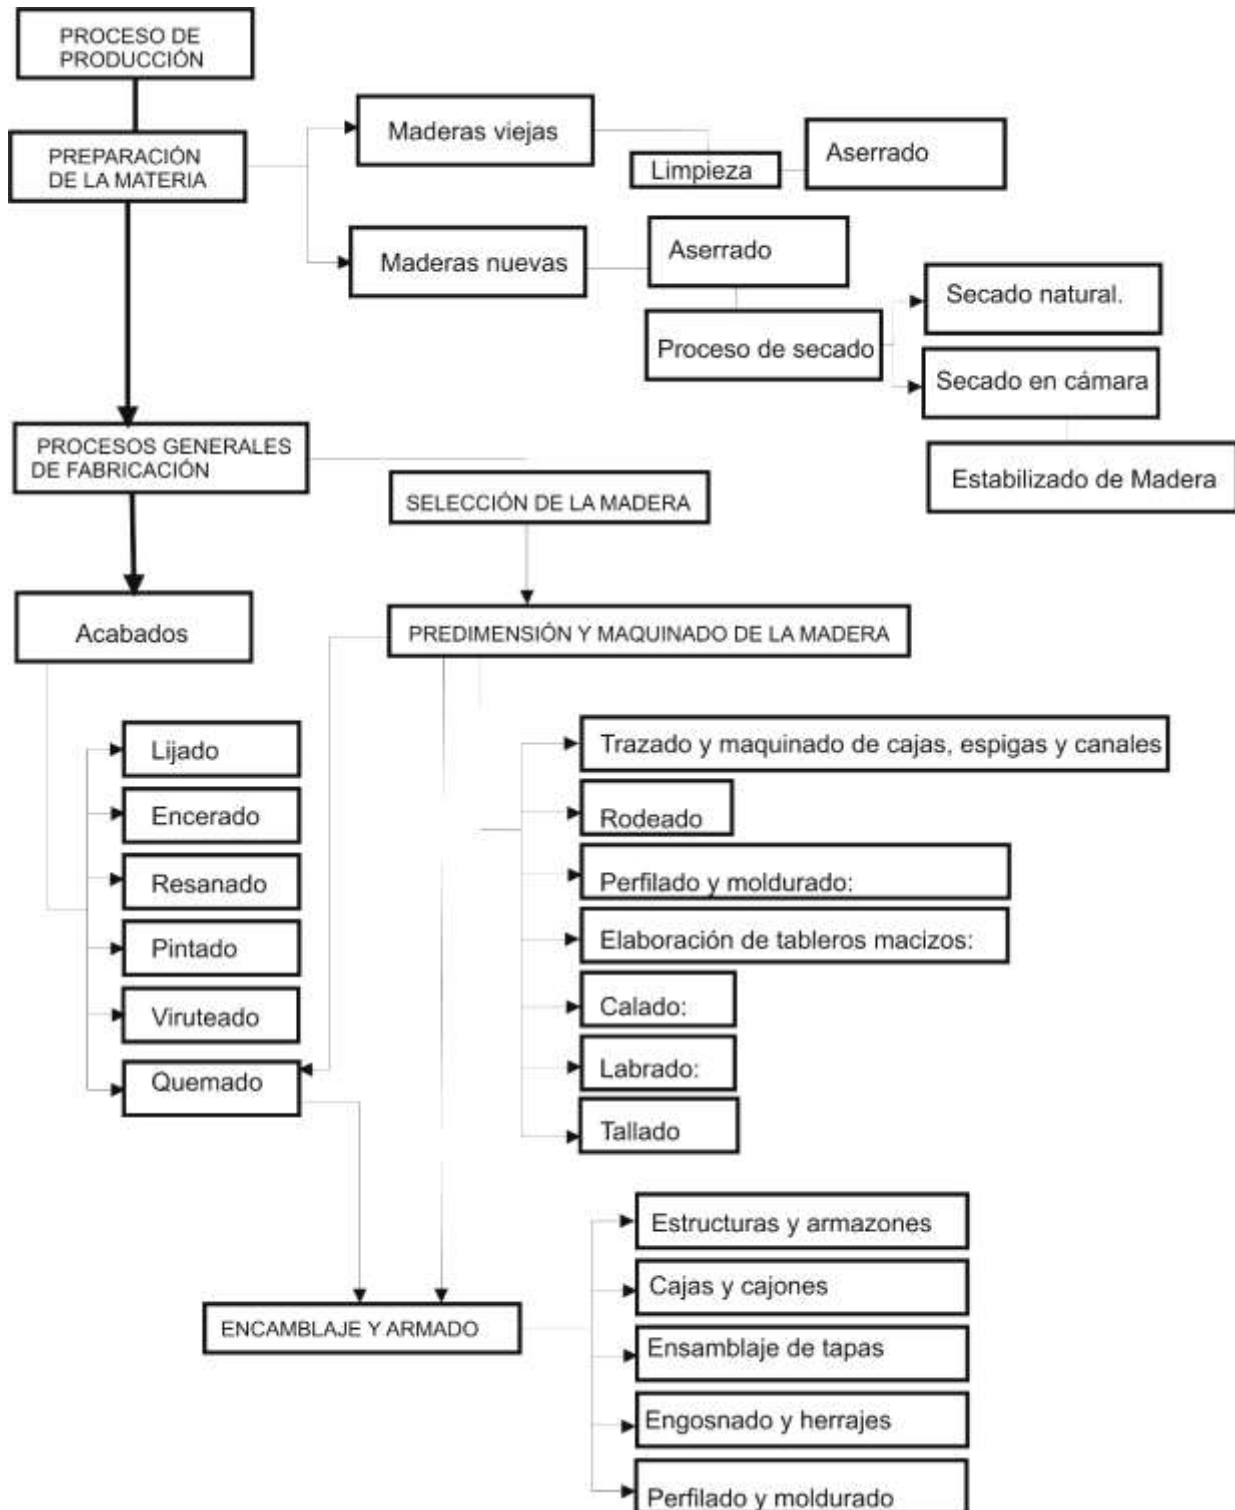 PROCESO DE
PRODUCCIÓN
PREPARACIÓN
DE LA MATERIA
Maderas viejas
Limpieza
Aserrado
Maderas nuevas
Aserrado
Proceso de secado
Secado natural.
Secado en cámara
Estabilizado de Madera
PROCESOS GENERALES
DE FABRICACIÓN
SELECCIÓN DE LA MADERA
PREDIMENSIÓN Y MAQUINADO DE LA MADERA
Acabados
Lijado
Encerado
Resanado
Pintado
Viruteado
Quemado
Trazado y maquinado de cajas, espigas y canales
Rodeado
Perfilado y moldurado:
Elaboración de tableros macizos:
Calado:
Labrado:
Tallado
ENCAMBLAJE Y ARMADO
Estructuras y armazones
Cajas y cajones
Ensamblaje de tapas
Engosnado y herrajes
Perfilado y moldurado